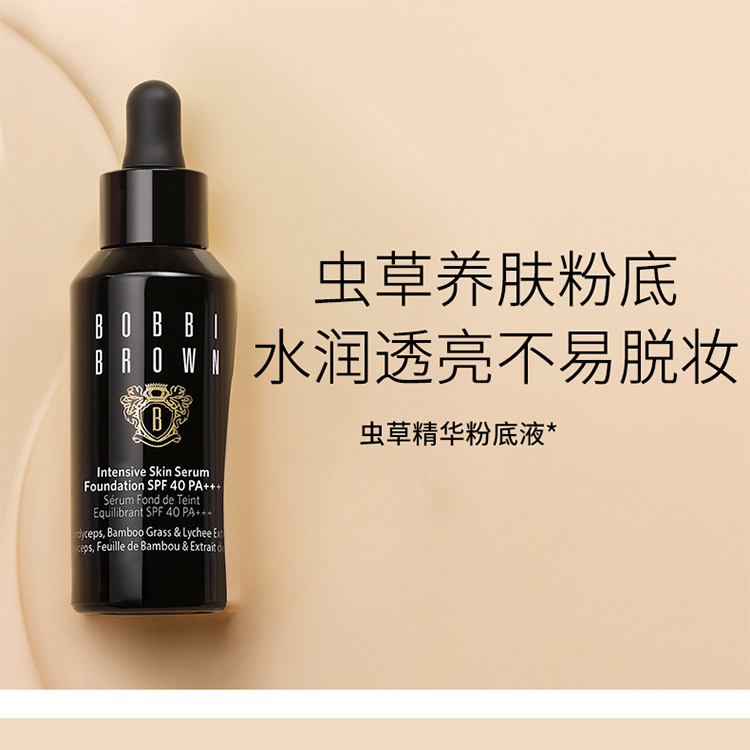 BOBBI
BROWN
B
Intensive Skin Serum
Foundation SPF 40 PA+++
Sérum Fond de Teint
Equilibrant SPF 40 PA+++
Bamboo Grass & Lychee
Feuille de Bambou & Extrait
虫草养肤粉底
水润透亮不易脱妆
虫草精华粉底液*